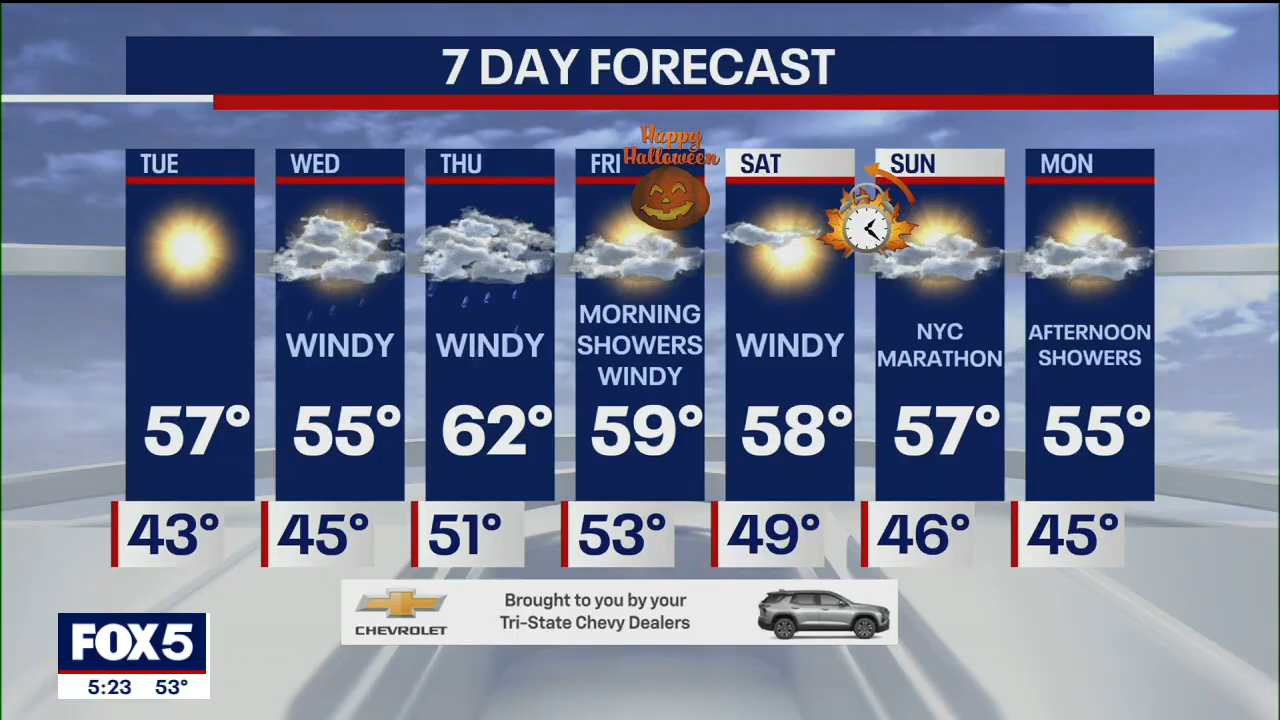 7 DAY FORECAST
Happy
Halloween
TUE
WED
THU
FRI
SAT
SUN
MON
WINDY
WINDY
MORNING
SHOWERS
WINDY
WINDY
NYC
MARATHON
AFTERNOON
SHOWERS
57°
55°
62°
59°
58°
57°
55°
43°
45°
51°
53°
49°
46°
45°
CHEVROLET
Brought to you by your
Tri-State Chevy Dealers
FOX 5
5:23 53°